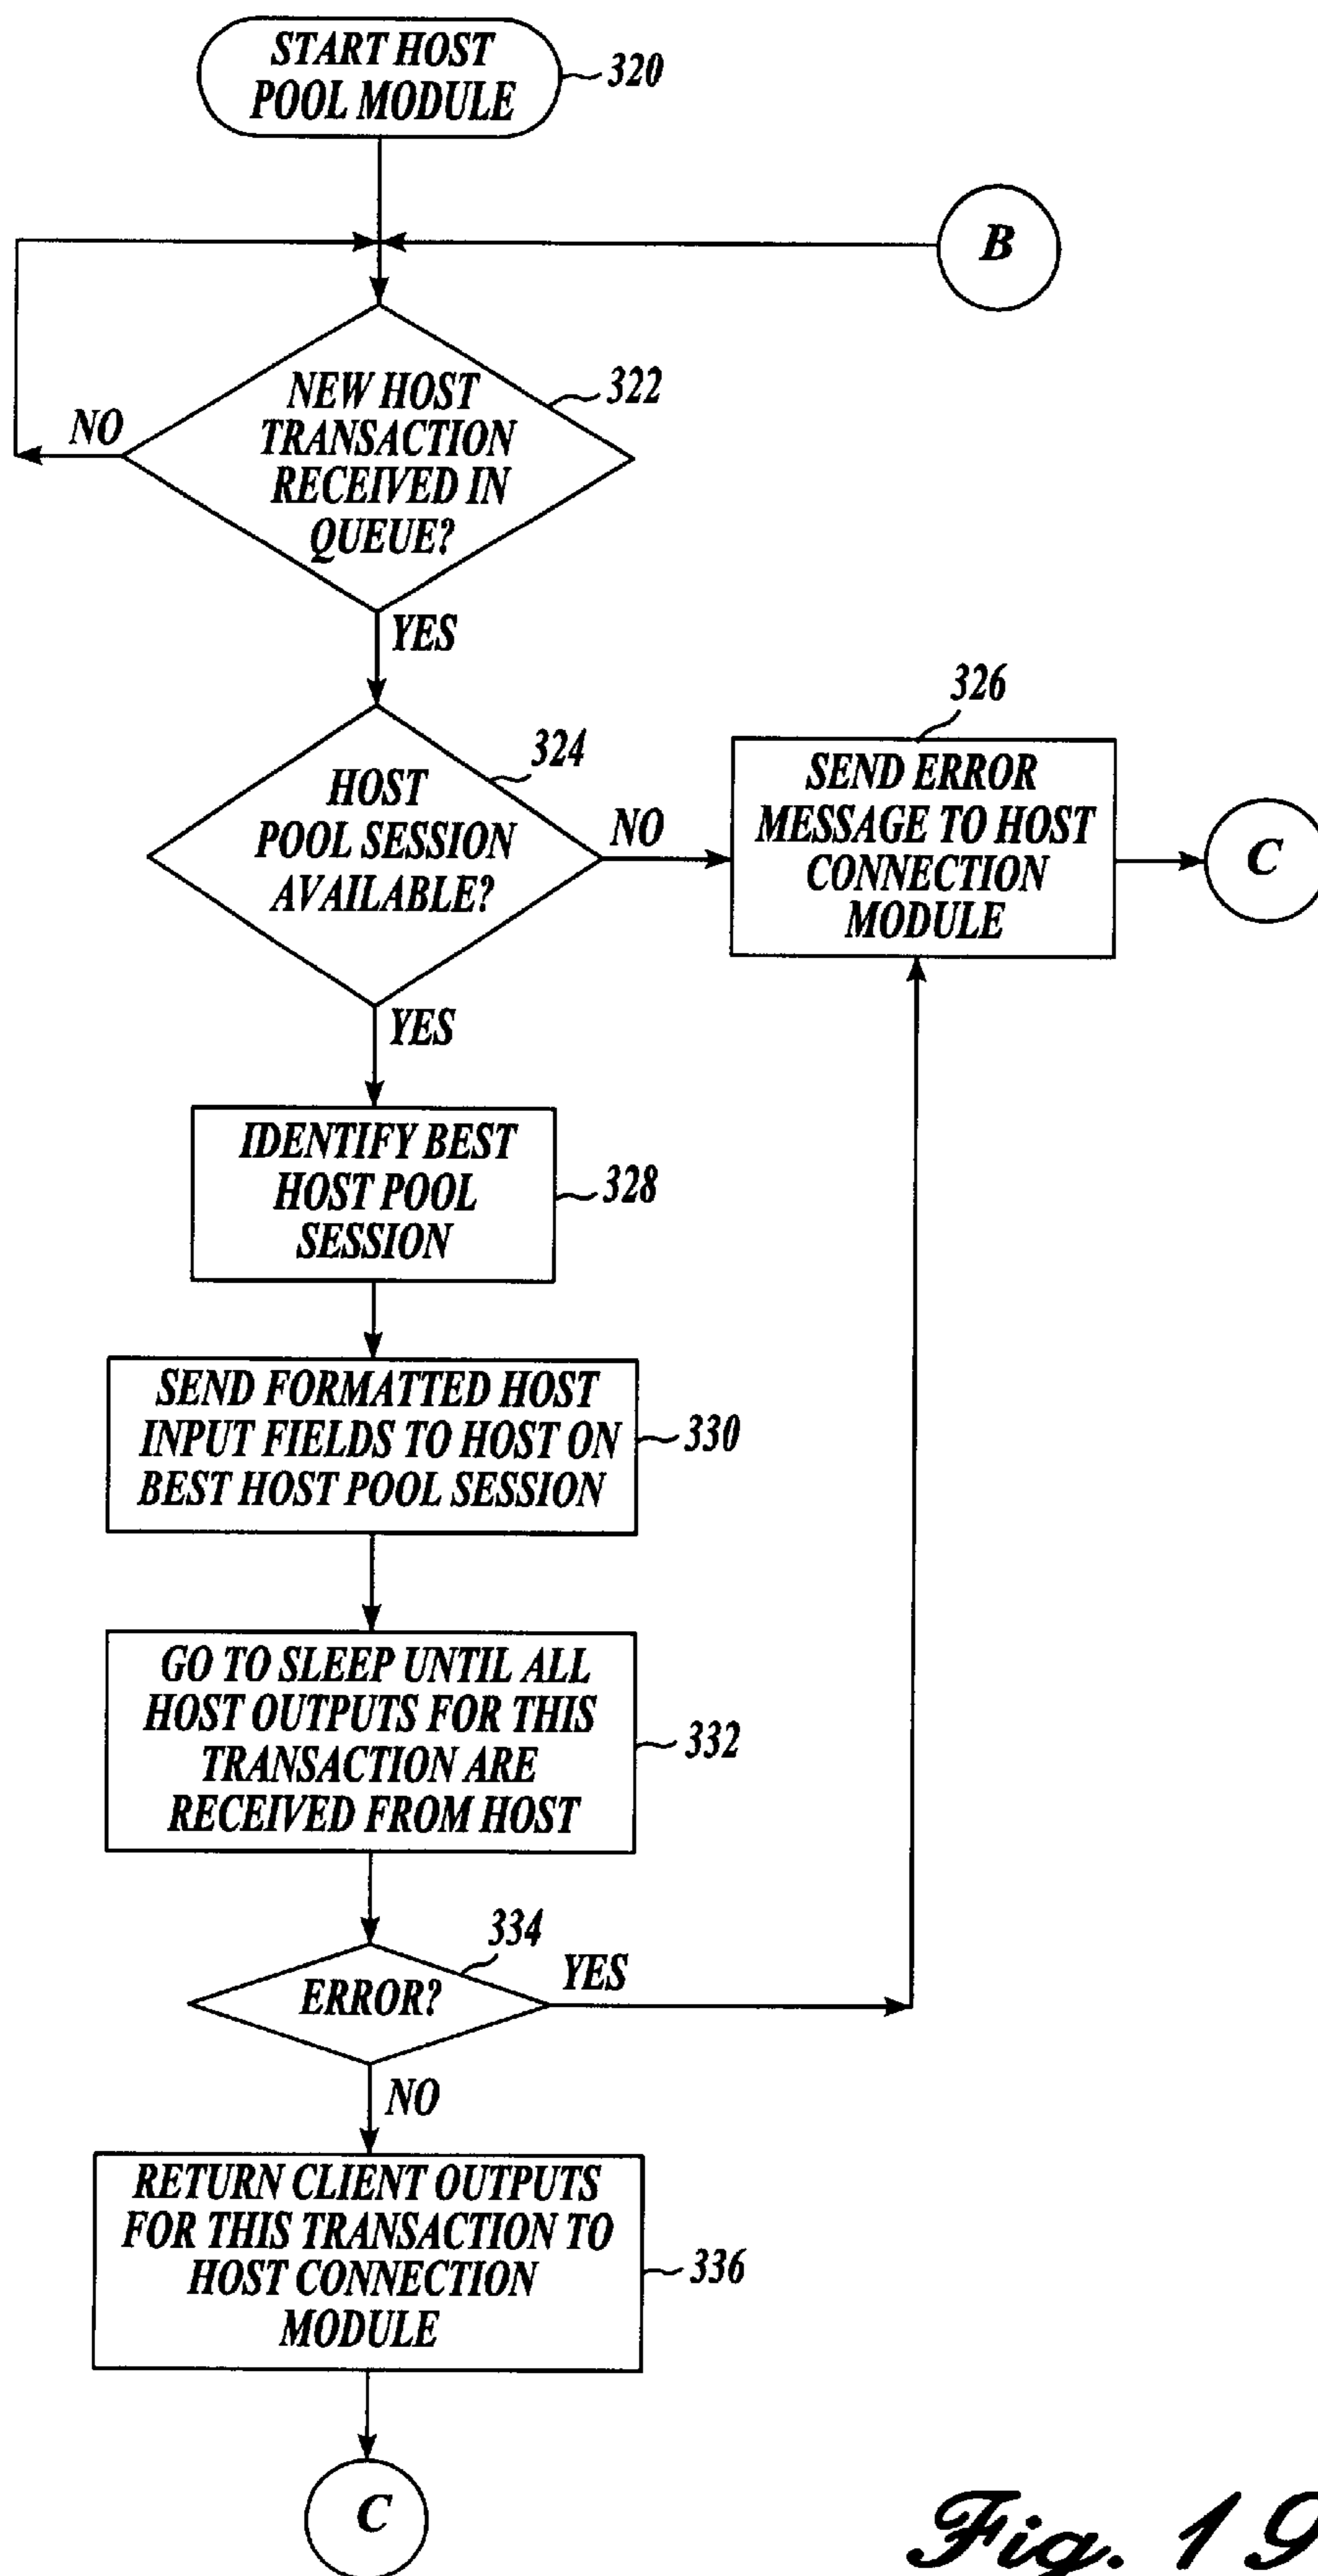 START HOST
POOL MODULE
320
B
NEW HOST
TRANSACTION
RECEIVED IN
QUEUE?
322
NO
YES
HOST
POOL SESSION
AVAILABLE?
324
NO
326
SEND ERROR
MESSAGE TO HOST
CONNECTION
MODULE
C
YES
IDENTIFY BEST
HOST POOL
SESSION
328
SEND FORMATTED HOST
INPUT FIELDS TO HOST ON
BEST HOST POOL SESSION
330
GO TO SLEEP UNTIL ALL
HOST OUTPUTS FOR THIS
TRANSACTION ARE
RECEIVED FROM HOST
332
334
ERROR?
YES
NO
RETURN CLIENT OUTPUTS
FOR THIS TRANSACTION TO
HOST CONNECTION
MODULE
336
C
Fig. 19